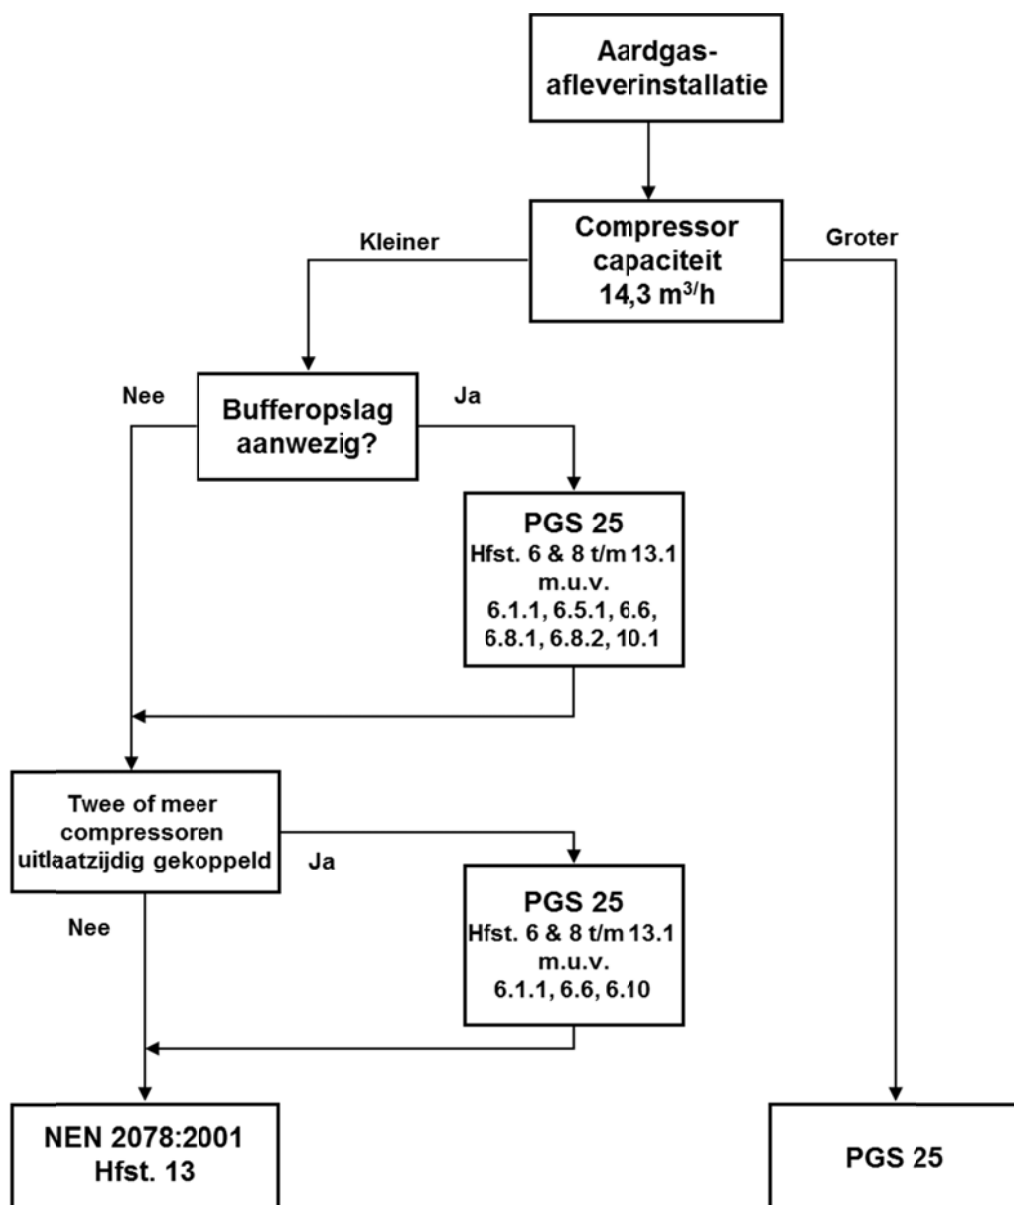 Aardgas-
afleverinstallatie
Compressor
capaciteit
14,3 m³/h
Kleiner
Groter
Bufferopslag
aanwezig?
Nee
Ja
PGS 25
Hfst. 6 & 8 t/m 13.1
m.u.v.
6.1.1, 6.5.1, 6.6,
6.8.1, 6.8.2, 10.1
Twee of meer
compressoren
uitlaatzijdig gekoppeld
Ja
Nee
PGS 25
Hfst. 6 & 8 t/m 13.1
m.u.v.
6.1.1, 6.6, 6.10
NEN 2078:2001
Hfst. 13
PGS 25